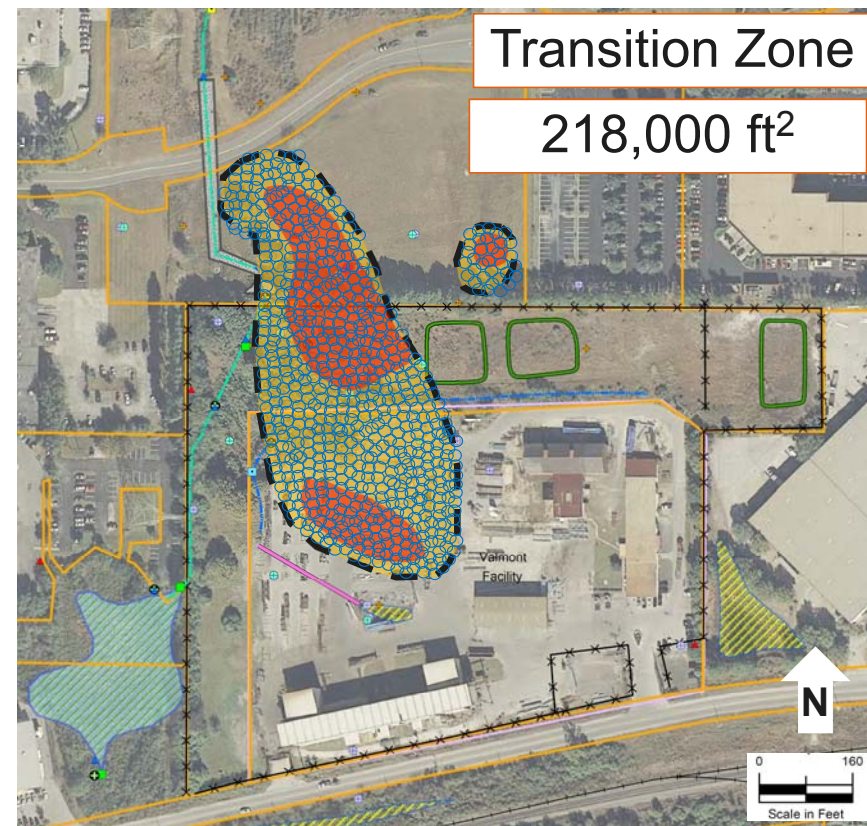 Transition Zone
218,000 ft²
Valmont
Facility
N
0 160
Scale in Feet